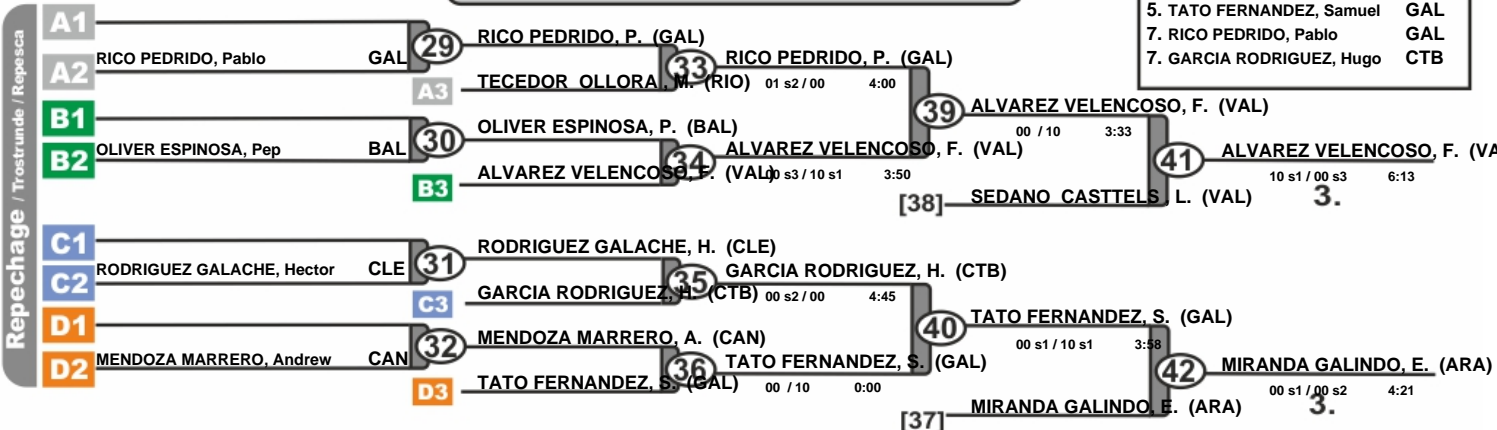 5. TATO FERNANDEZ, Samuel GAL
7. RICO PEDRIDO, Pablo GAL
7. GARCIA RODRIGUEZ, Hugo CTB
Repechage / Trostrunde / Repesca
A1
A2 RICO PEDRIDO, Pablo GAL
29 RICO PEDRIDO, P. (GAL)
A3 TECEDOR OLLORA, M. (RIO)
33 RICO PEDRIDO, P. (GAL)
01 s2 / 00 4:00
B1
B2 OLIVER ESPINOSA, Pep BAL
30 OLIVER ESPINOSA, P. (BAL)
B3 ALVAREZ VELENCOSO, F. (VAL)
34 ALVAREZ VELENCOSO, F. (VAL)
00 s3 / 10 s1 3:50
39 ALVAREZ VELENCOSO, F. (VAL)
00 / 10 3:33
[38] SEDANO CASTTELS, L. (VAL)
41 ALVAREZ VELENCOSO, F. (VA
10 s1 / 00 s3 6:13
3.
C1
C2 RODRIGUEZ GALACHE, Hector CLE
31 RODRIGUEZ GALACHE, H. (CLE)
C3 GARCIA RODRIGUEZ, H. (CTB)
35 GARCIA RODRIGUEZ, H. (CTB)
00 s2 / 00 4:45
D1
D2 MENDOZA MARRERO, Andrew CAN
32 MENDOZA MARRERO, A. (CAN)
D3 TATO FERNANDEZ, S. (GAL)
36 TATO FERNANDEZ, S. (GAL)
00 / 10 0:00
40 TATO FERNANDEZ, S. (GAL)
00 s1 / 10 s1 3:58
[37] MIRANDA GALINDO, E. (ARA)
42 MIRANDA GALINDO, E. (ARA)
00 s1 / 00 s2 4:21
3.